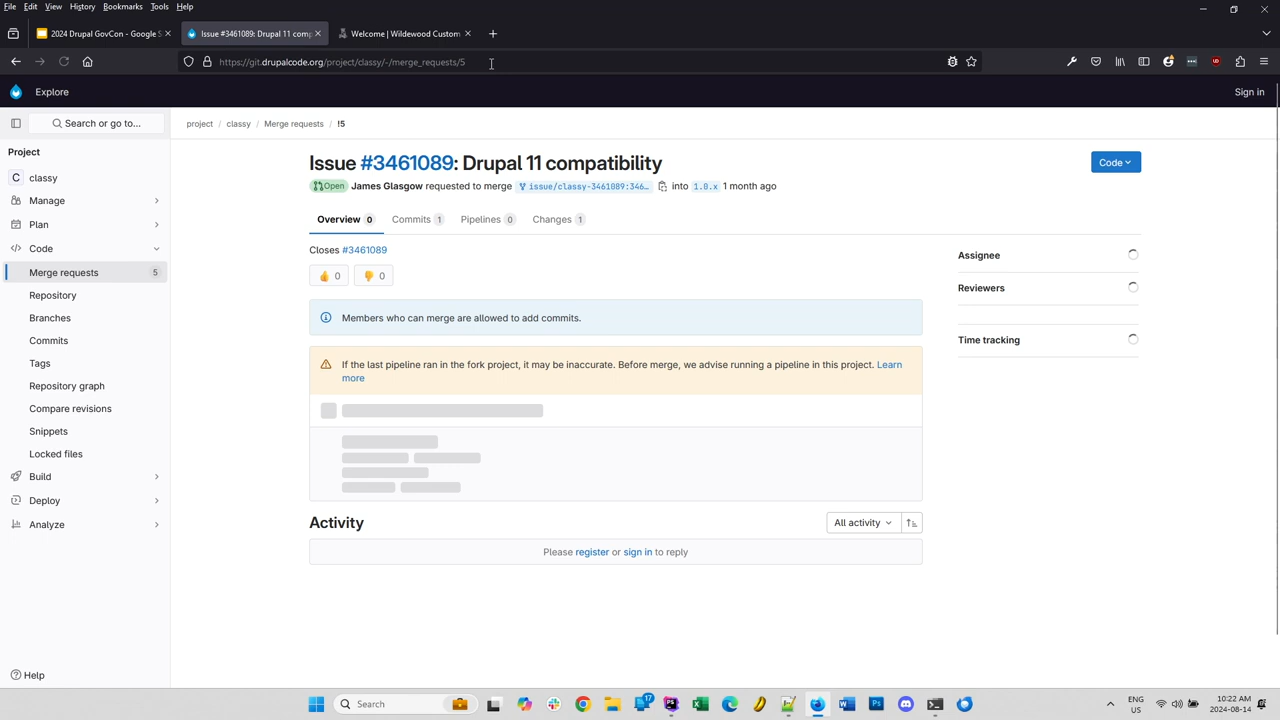 File Edit View History Bookmarks Tools Help
2024 Drupal GovCon - Google S
Issue #3461089: Drupal 11 comp
Welcome | Wildewood Custom
https://git.drupalcode.org/project/classy/-/merge_requests/5
Explore
Sign in
Search or go to...
project / classy / Merge requests / !5
Project
C classy
Manage
Plan
Code
Merge requests 5
Repository
Branches
Commits
Tags
Repository graph
Compare revisions
Snippets
Locked files
Build
Deploy
Analyze
Help
Issue #3461089: Drupal 11 compatibility
Code
Open James Glasgow requested to merge issue/classy-3461089:346… into 1.0.x 1 month ago
Overview 0 Commits 1 Pipelines 0 Changes 1
Closes #3461089
👍 0 👎 0
Members who can merge are allowed to add commits.
If the last pipeline ran in the fork project, it may be inaccurate. Before merge, we advise running a pipeline in this project. Learn
more
Activity
All activity
Please register or sign in to reply
Assignee
Reviewers
Time tracking
Search
17
ENG
US
10:22 AM
2024-08-14